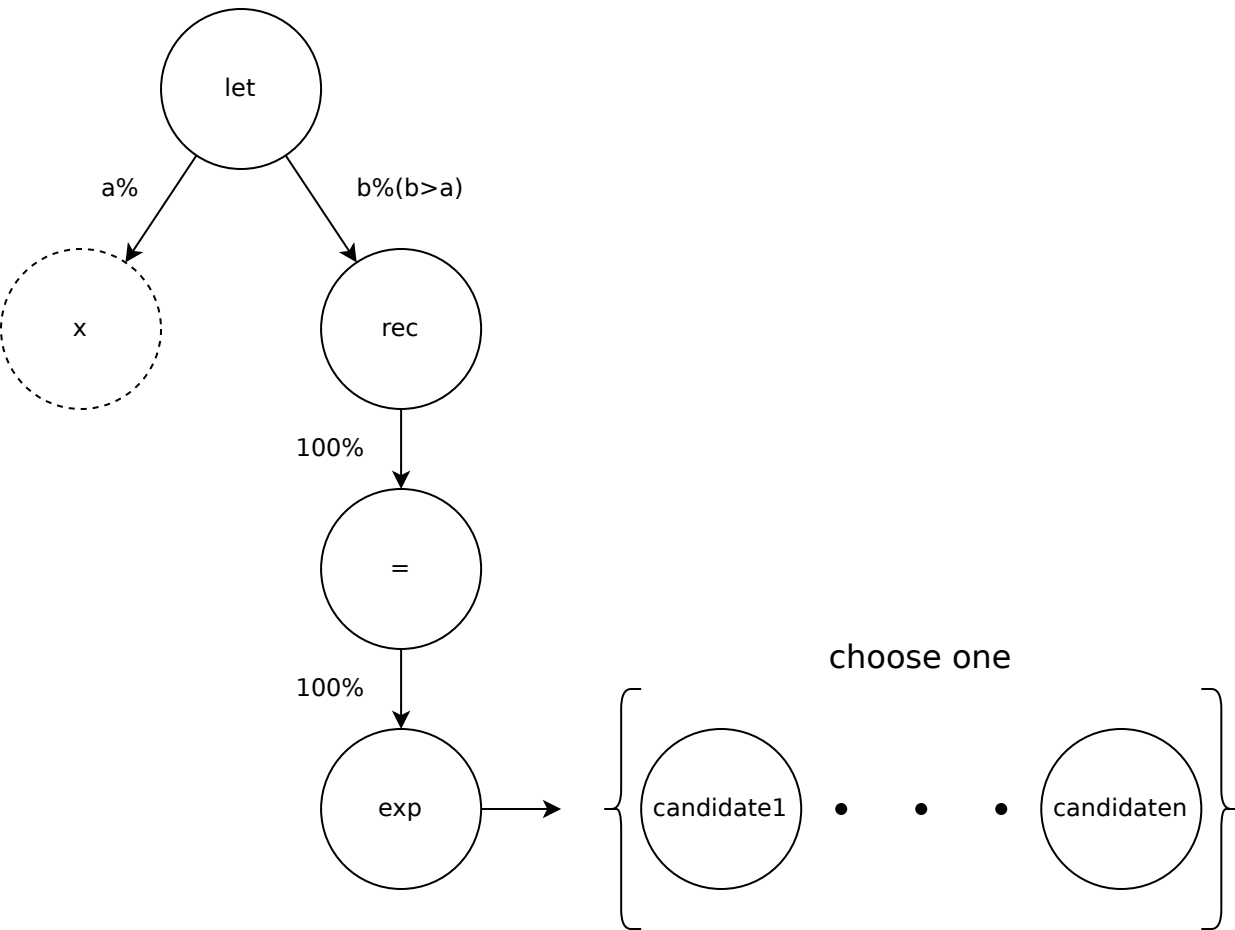 let
a%
b%(b>a)
x
rec
100%
=
choose one
100%
exp
candidate1
candidaten